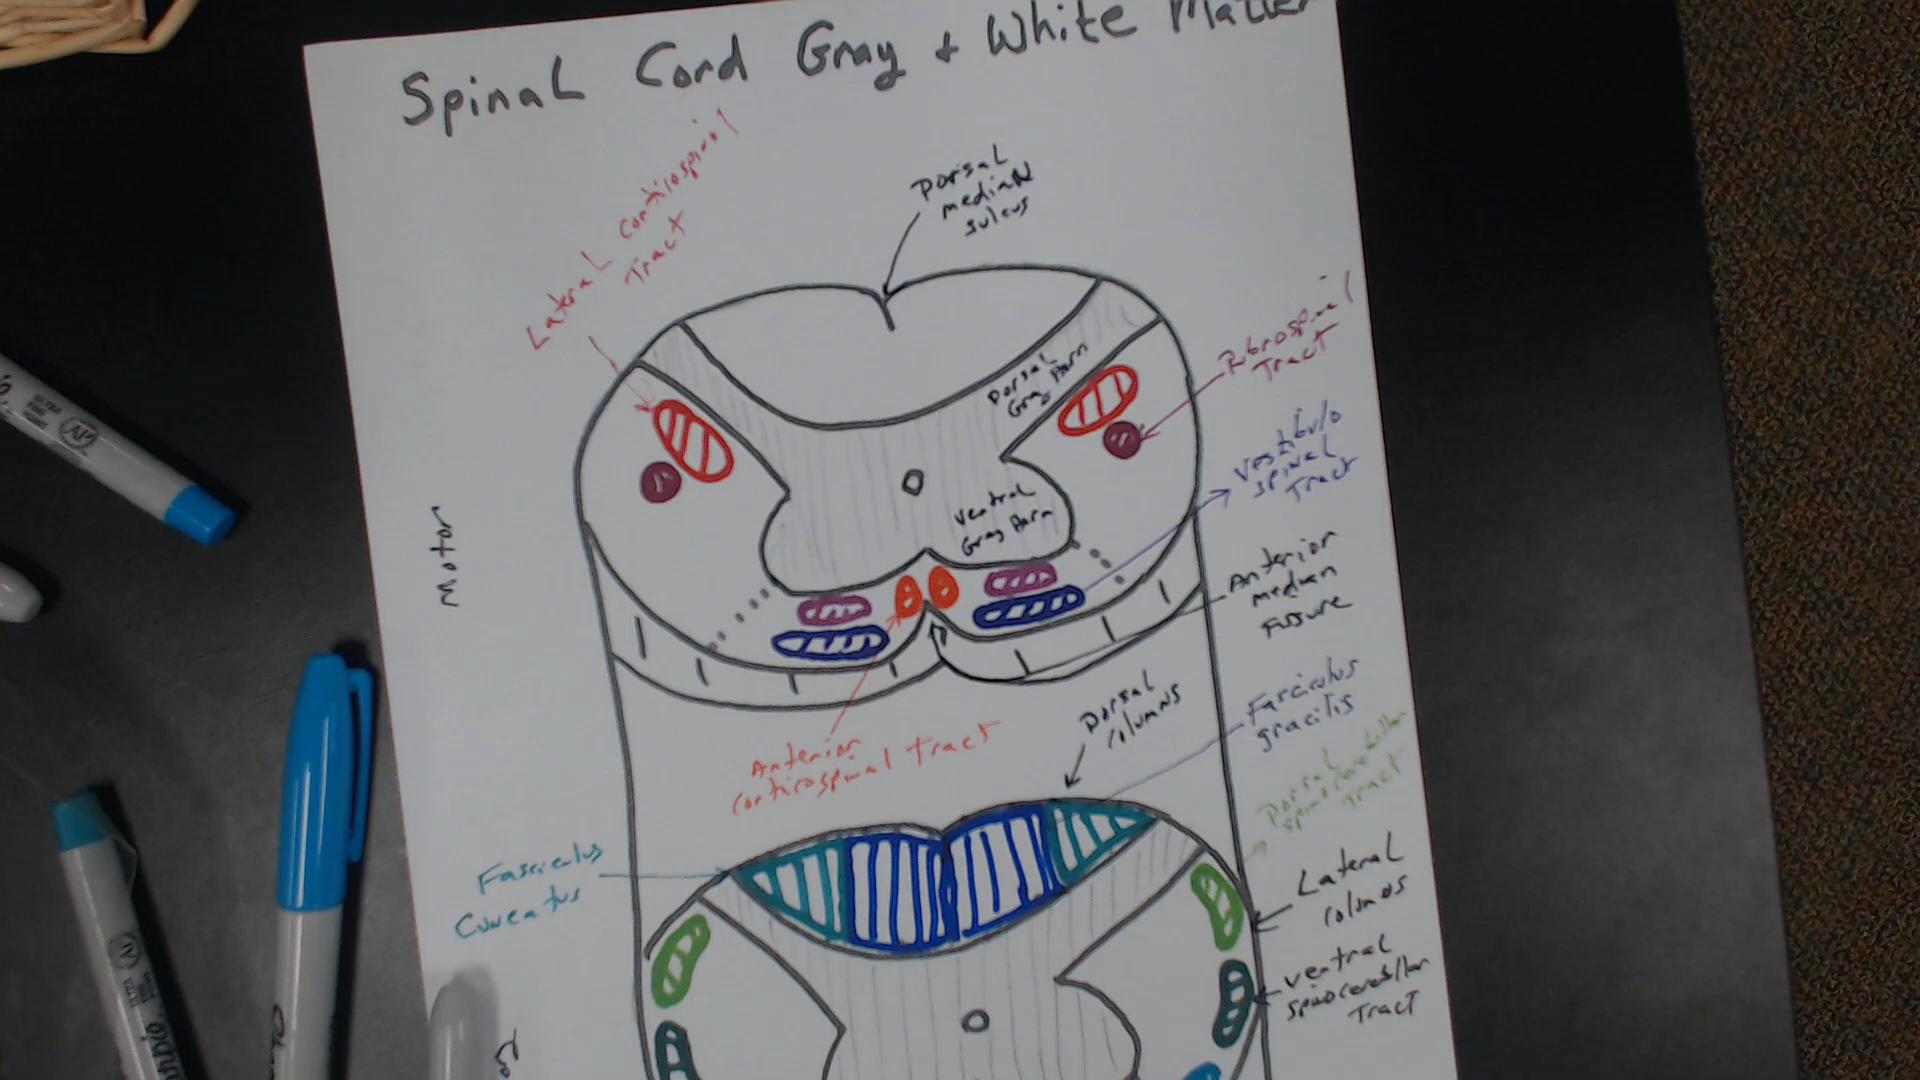 Spinal Cord Gray + White Matter
Lateral Corticospinal
Tract
Dorsal
median
sulcus
Dorsal
Gray Horn
Rubrospinal
Tract
Vestibulo
spinal
Tract
Ventral
Gray Horn
Motor
Anterior
median
Fissure
Anterior
corticospinal tract
Dorsal
columns
Fasciculus
gracilis
Dorsal
spinocerebellar
Tract
Fasciculus
Cuneatus
Lateral
columns
ventral
spinocerebellar
Tract
AP
AP